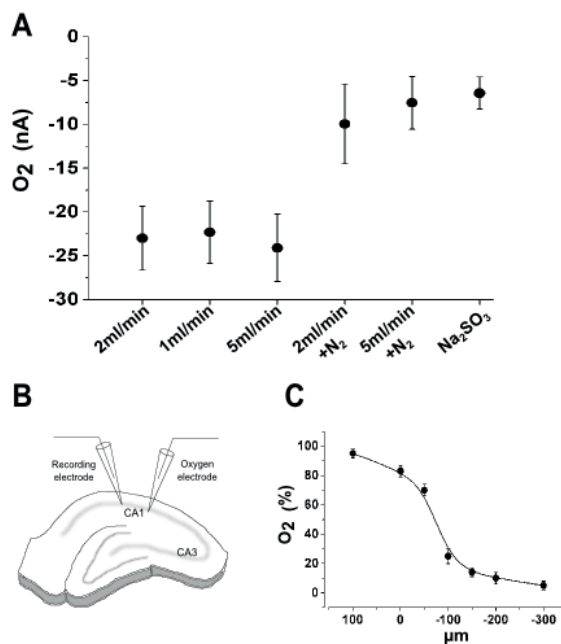 A
O2 (nA)
0
-5
-10
-15
-20
-25
-30
2ml/min
1ml/min
5ml/min
2ml/min
+N2
5ml/min
+N2
Na2SO3
B
Recording
electrode
Oxygen
electrode
CA1
CA3
C
O2 (%)
100
80
60
40
20
0
100
0
-100
-200
-300
µm